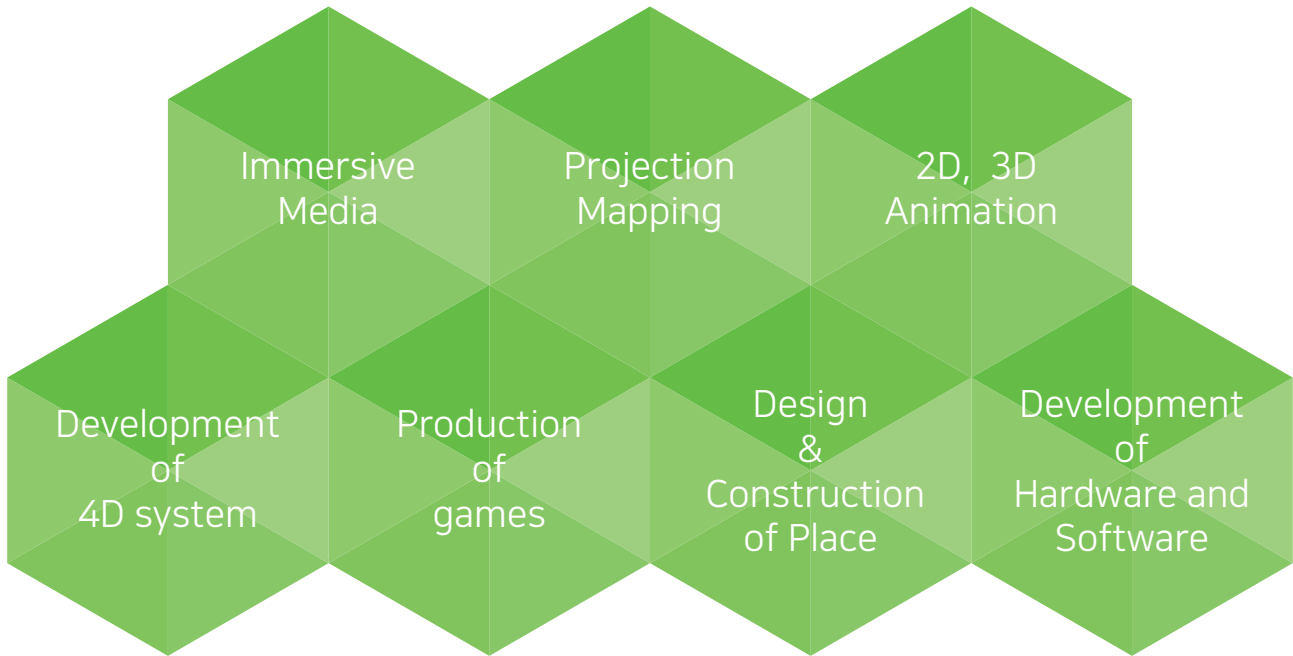 Immersive
Media
Projection
Mapping
2D, 3D
Animation
Development
of
4D system
Production
of
games
Design
&
Construction
of Place
Development
of
Hardware and
Software